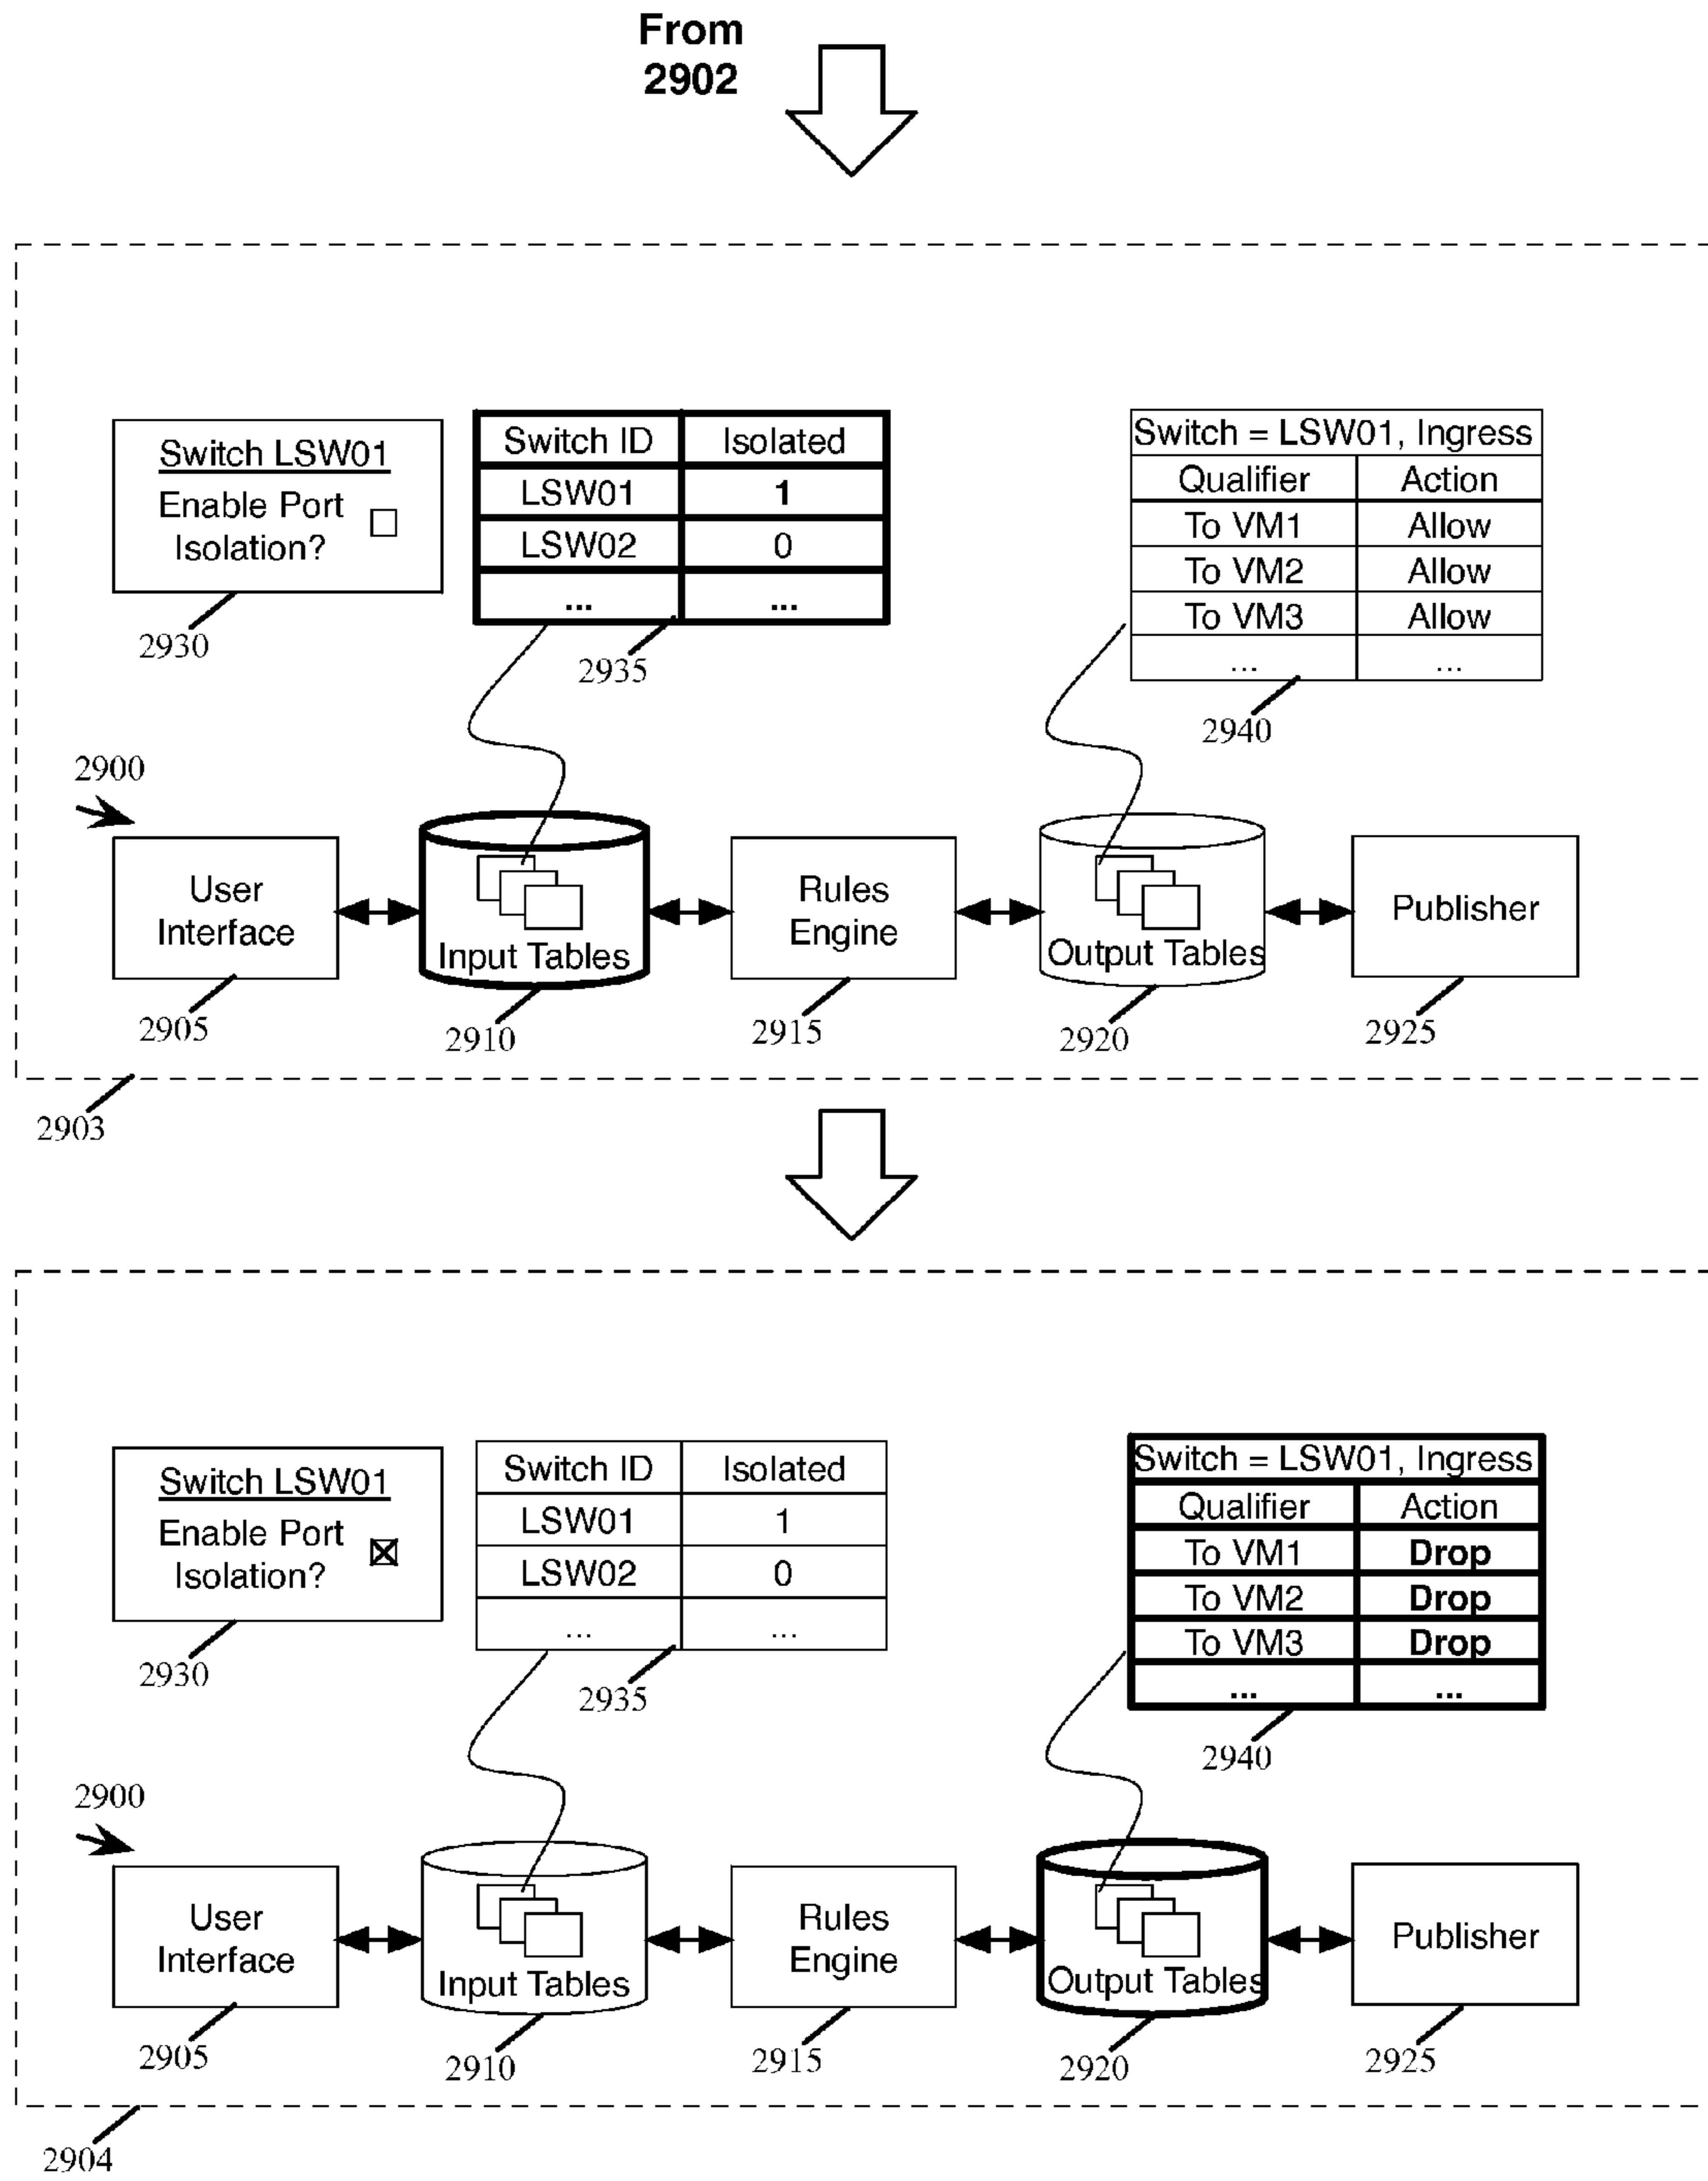 From
2902
Switch LSW01
Enable Port
Isolation?
2930
Switch ID Isolated
LSW01 1
LSW02 0
... ...
2935
Switch = LSW01, Ingress
Qualifier Action
To VM1 Allow
To VM2 Allow
To VM3 Allow
... ...
2940
2900
User
Interface
2905
Input Tables
2910
Rules
Engine
2915
Output Tables
2920
Publisher
2925
2903
Switch LSW01
Enable Port
Isolation?
2930
Switch ID Isolated
LSW01 1
LSW02 0
... ...
2935
Switch = LSW01, Ingress
Qualifier Action
To VM1 Drop
To VM2 Drop
To VM3 Drop
... ...
2940
2900
User
Interface
2905
Input Tables
2910
Rules
Engine
2915
Output Tables
2920
Publisher
2925
2904